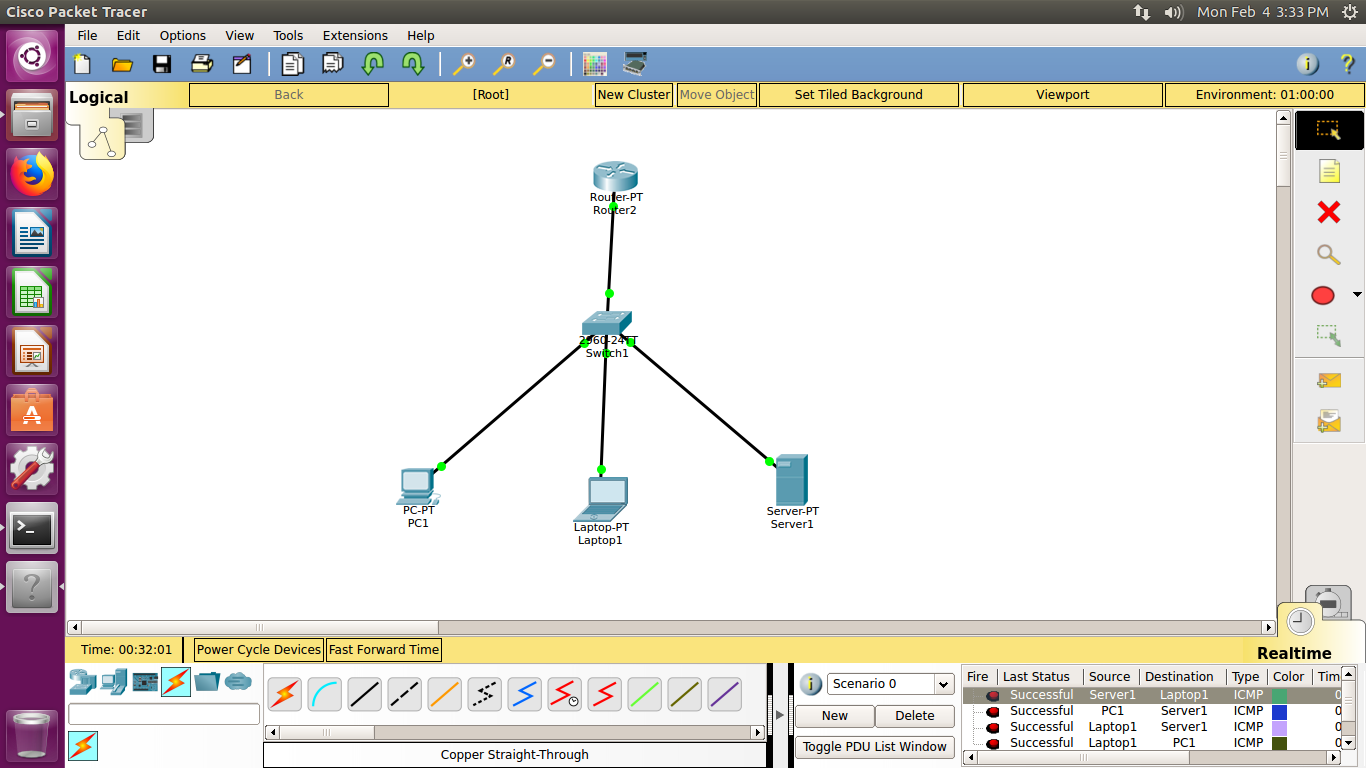 Cisco Packet Tracer
Mon Feb 4 3:33 PM
File Edit Options View Tools Extensions Help
Logical
Back
[Root]
New Cluster
Move Object
Set Tiled Background
Viewport
Environment: 01:00:00
Router-PT
Router2
2960-24TT
Switch1
PC-PT
PC1
Laptop-PT
Laptop1
Server-PT
Server1
Time: 00:32:01
Power Cycle Devices
Fast Forward Time
Realtime
Copper Straight-Through
Scenario 0
New
Delete
Toggle PDU List Window
Fire Last Status Source Destination Type Color Tim
Successful Server1 Laptop1 ICMP 0
Successful PC1 Server1 ICMP 0
Successful Laptop1 Server1 ICMP 0
Successful Laptop1 PC1 ICMP 0